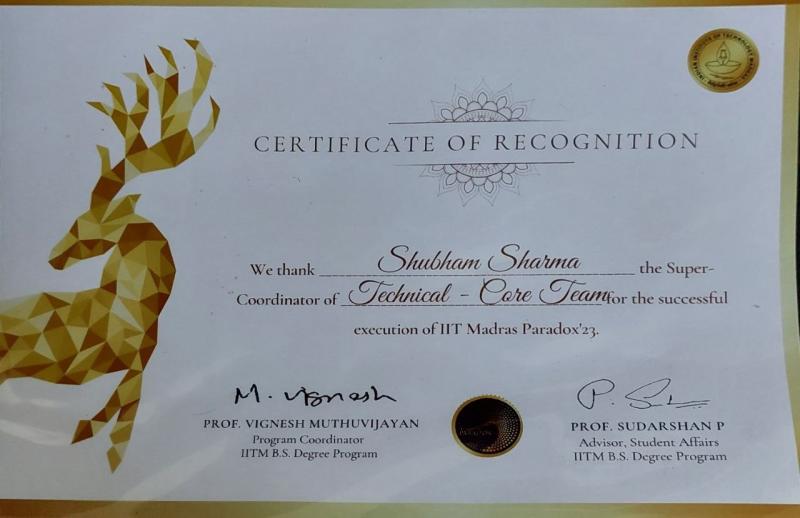 INDIAN INSTITUTE OF TECHNOLOGY MADRAS
CERTIFICATE OF RECOGNITION
We thank Shubham Sharma the Super-
Coordinator of Technical - Core Team for the successful
execution of IIT Madras Paradox'23.
M. Vignesh
PROF. VIGNESH MUTHUVIJAYAN
Program Coordinator
IITM B.S. Degree Program
PROF. SUDARSHAN P
Advisor, Student Affairs
IITM B.S. Degree Program